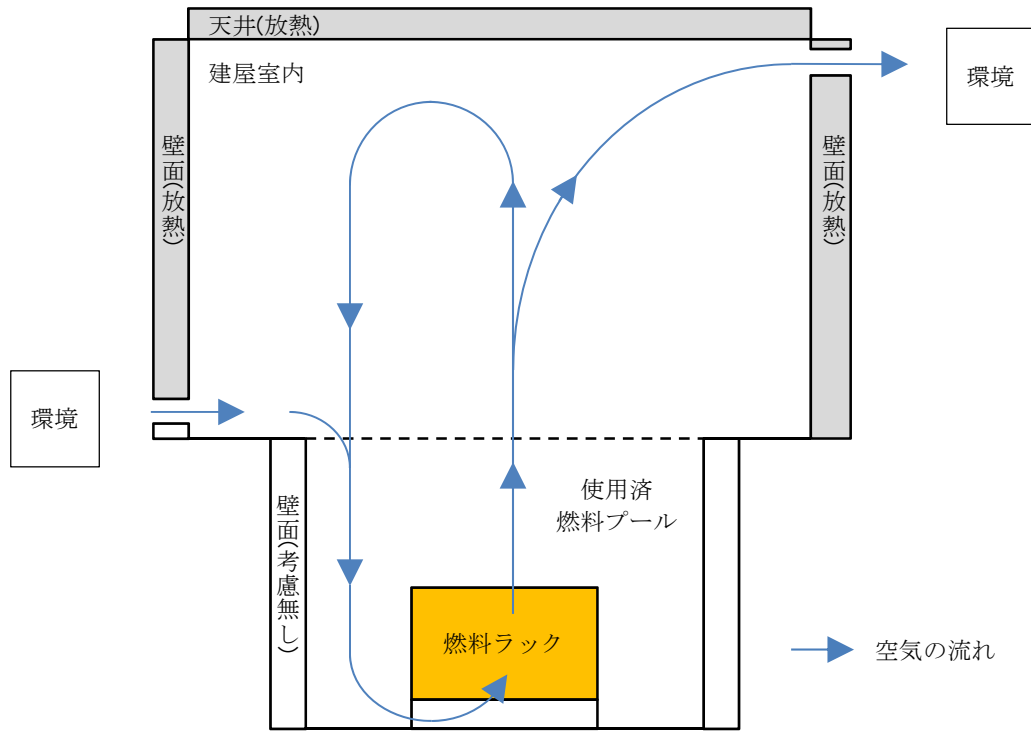 天井(放熱)
建屋室内
環境
壁面(放熱)
壁面(放熱)
環境
使用済
燃料プール
壁面(考慮無し)
燃料ラック
空気の流れ